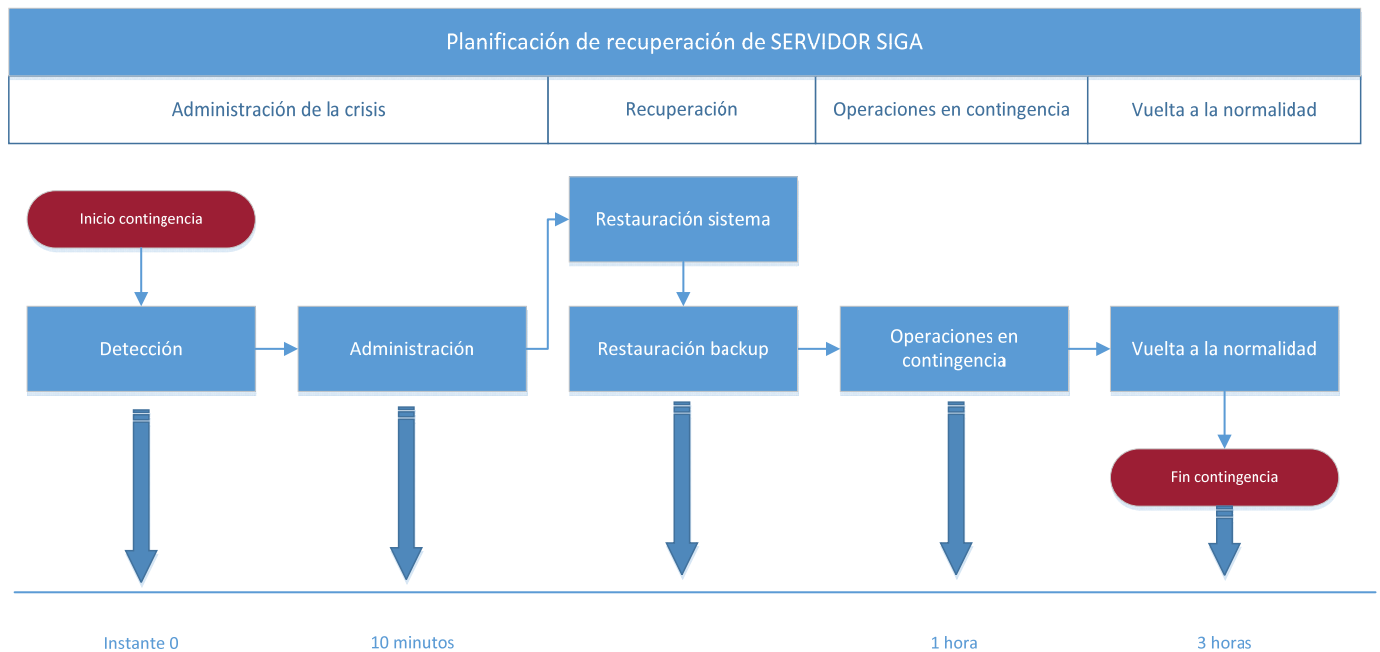 Planificación de recuperación de SERVIDOR SIGA
Administración de la crisis
Recuperación
Operaciones en contingencia
Vuelta a la normalidad
Inicio contingencia
Restauración sistema
Detección
Administración
Restauración backup
Operaciones en
contingencia
Vuelta a la normalidad
Fin contingencia
Instante 0
10 minutos
1 hora
3 horas